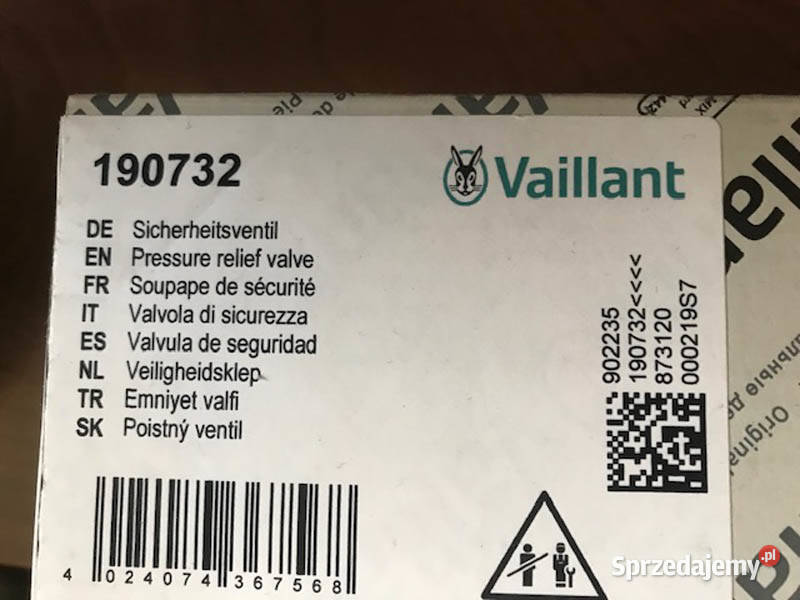 190732
Vaillant
DE Sicherheitsventil
EN Pressure relief valve
FR Soupape de sécurité
IT Valvola di sicurezza
ES Valvula de seguridad
NL Veiligheidsklep
TR Emniyet valfi
SK Poistný ventil
902235
190732<<<<
873120
000219S7
4 024074 367568
Original
Sprzedajemy.pl